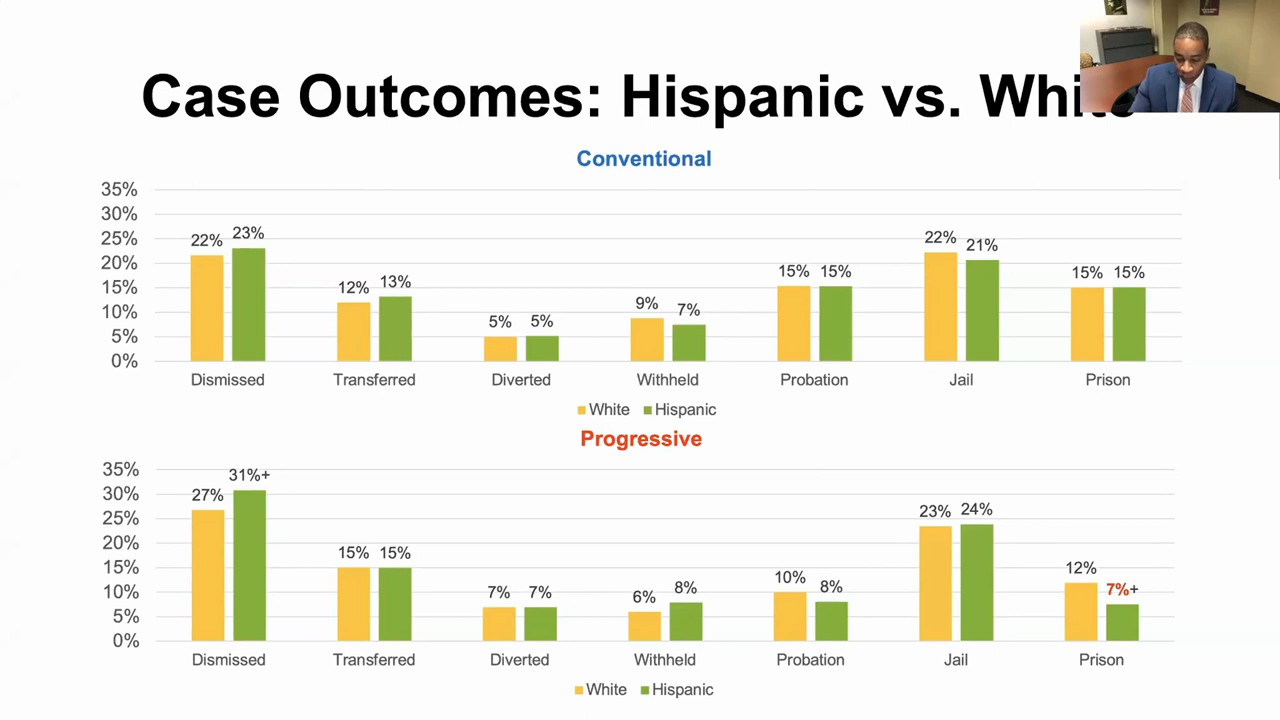 Case Outcomes: Hispanic vs. White
Conventional
35%
30%
25%
20%
15%
10%
5%
0%
22% 23% 12% 13% 5% 5% 9% 7% 15% 15% 22% 21% 15% 15%
Dismissed Transferred Diverted Withheld Probation Jail Prison
White Hispanic
Progressive
35%
30%
25%
20%
15%
10%
5%
0%
27% 31%+ 15% 15% 7% 7% 6% 8% 10% 8% 23% 24% 12% 7%+
Dismissed Transferred Diverted Withheld Probation Jail Prison
White Hispanic